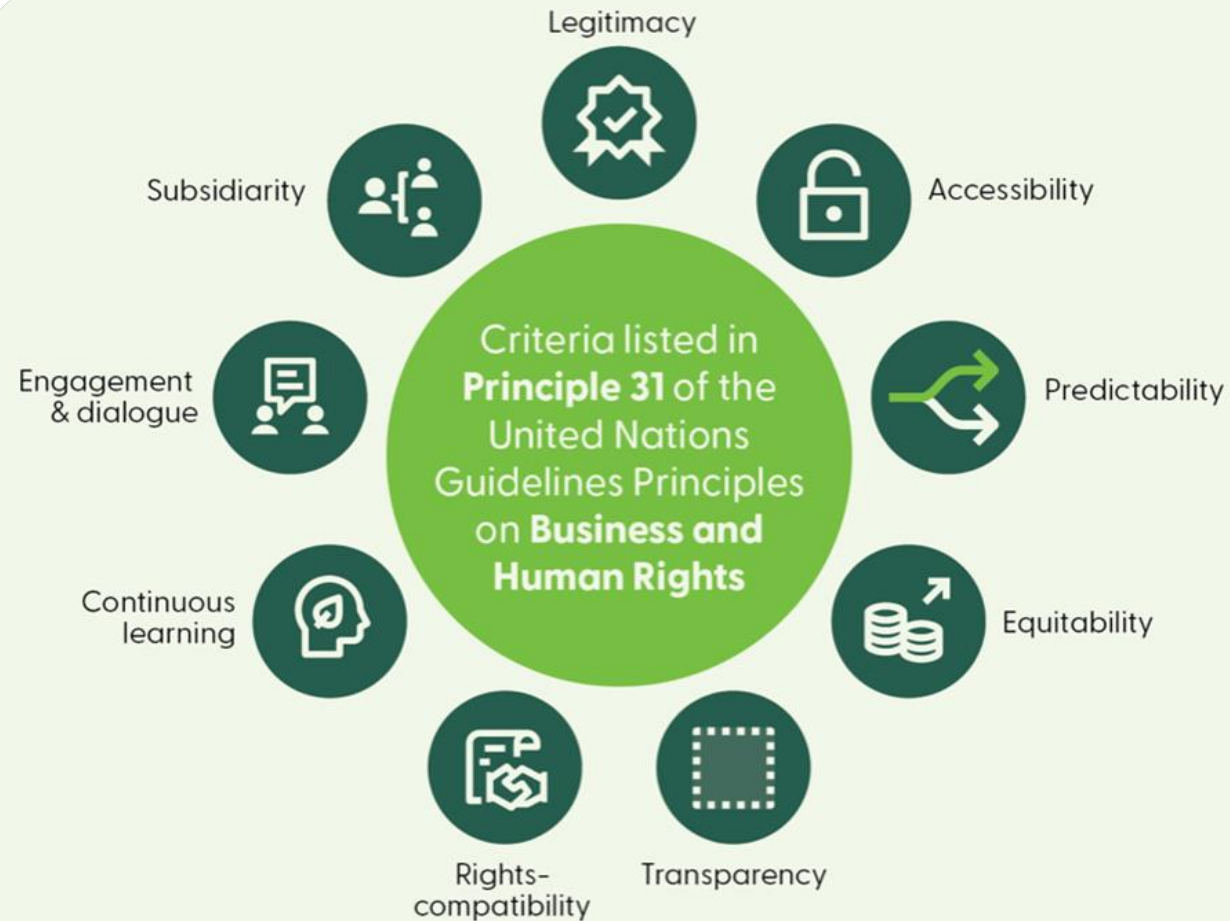 Legitimacy
Subsidiarity
Accessibility
Criteria listed in
Principle 31 of the
United Nations
Guidelines Principles
on Business and
Human Rights
Engagement
& dialogue
Predictability
Continuous
learning
Equitability
Rights-
compatibility
Transparency